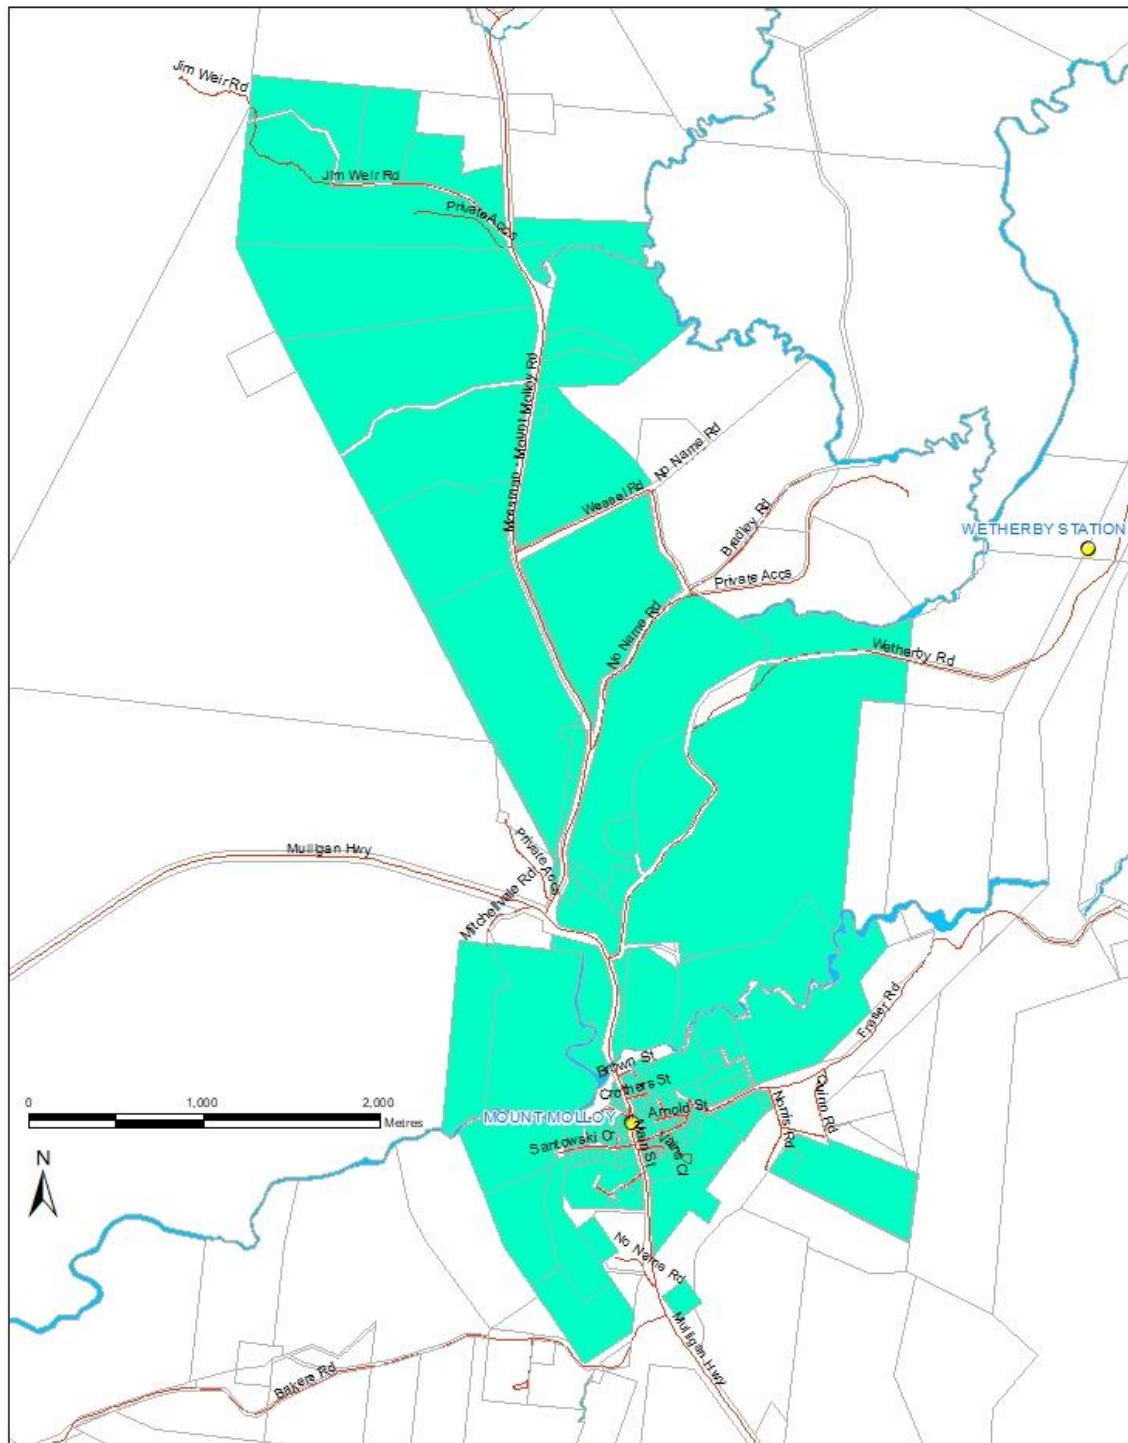 Jim Weir Rd
Jim Weir Rd
Private Accs
Mossman - Mount Molloy Rd
No Name Rd
Wessel Rd
Bradley Rd
WETHERBY STATION
Private Accs
No Name Rd
Wetherby Rd
Mulligan Hwy
Private Accs
Mitchellvale Rd
Fraser Rd
Brown St
Crothers St
Arnold St
Quinn Rd
Norris Rd
0 1,000 2,000
Metres
MOUNT MOLLOY
Santowski Cr
Main St
N
No Name Rd
Mulligan Hwy
Bakers Rd